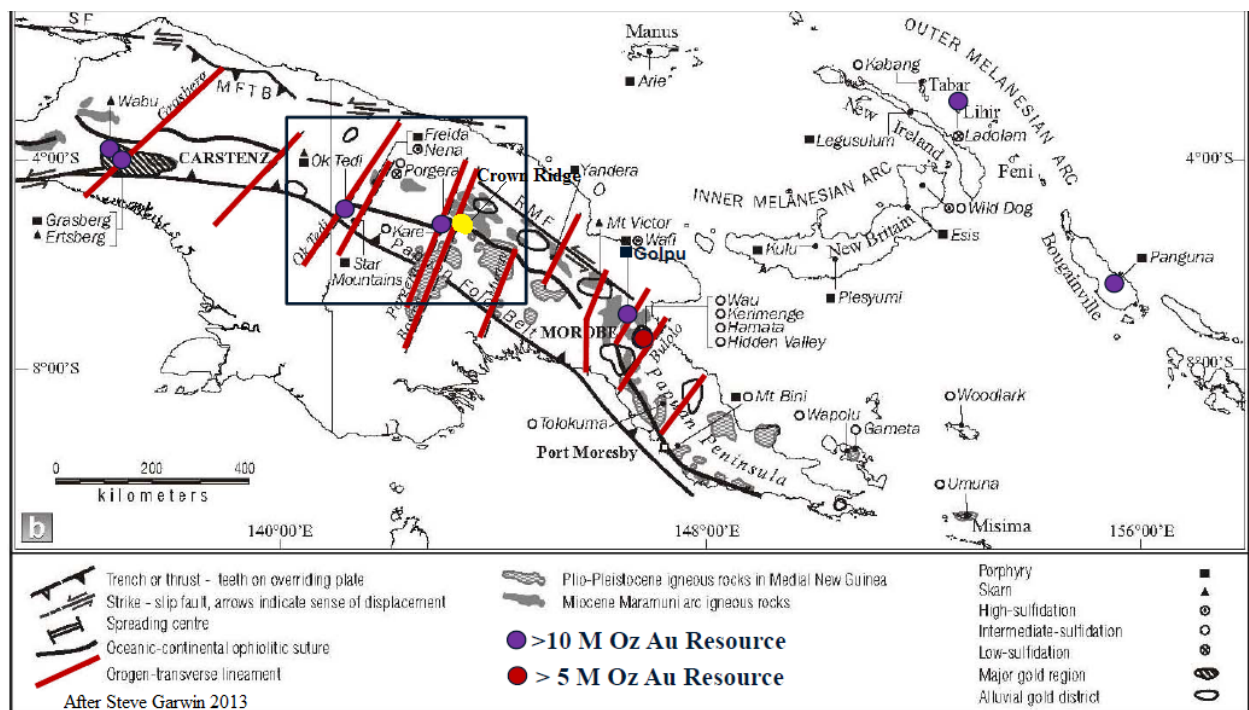 SF
MFTB
Wabu
Grasberg
4°00'S
CARSTENZ
Grasberg
Ertsberg
Ok Tedi
Ok Tedi
Freida
Nena
Porgera
Kare
Crown Ridge
Star
Mountains
Papuan Fold Belt
RMF
Yandera
Mt Victor
Wafi
Golpu
MOROBE
Wau
Kerimenge
Hamata
Hidden Valley
Bulolo
Papuan Peninsula
Mt Bini
Tolokuma
Port Moresby
Wapolu
Gameta
Woodlark
Umuna
Misima
Manus
Arie
Kabang
Tabar
Lihir
Ladolam
New
Ireland
Legusulum
Feni
OUTER MELANESIAN ARC
INNER MELANESIAN ARC
Wild Dog
Esis
Kulu
New Britain
Plesyumi
Bougainville
Panguna
4°00'S
8°00'S
8°00'S
0 200 400
kilometers
b
140°00'E
148°00'E
156°00'E
Trench or thrust - teeth on overriding plate
Strike - slip fault, arrows indicate sense of displacement
Spreading centre
Oceanic-continental ophiolitic suture
Orogen-transverse lineament
After Steve Garwin 2013
Plio-Pleistocene igneous rocks in Medial New Guinea
Miocene Maramuni arc igneous rocks
>10 M Oz Au Resource
> 5 M Oz Au Resource
Porphyry
Skarn
High-sulfidation
Intermediate-sulfidation
Low-sulfidation
Major gold region
Alluvial gold district